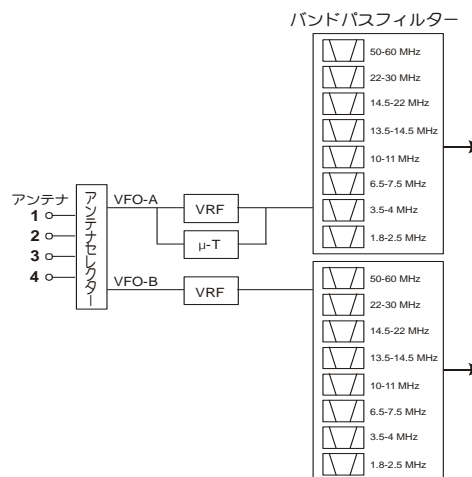 バンドパスフィルター
50-60 MHz
22-30 MHz
14.5-22 MHz
13.5-14.5 MHz
10-11 MHz
6.5-7.5 MHz
3.5-4 MHz
1.8-2.5 MHz
アンテナ
1
2
3
4
アンテナセレクター
VFO-A
VRF
μ-T
VFO-B
VRF
50-60 MHz
22-30 MHz
14.5-22 MHz
13.5-14.5 MHz
10-11 MHz
6.5-7.5 MHz
3.5-4 MHz
1.8-2.5 MHz